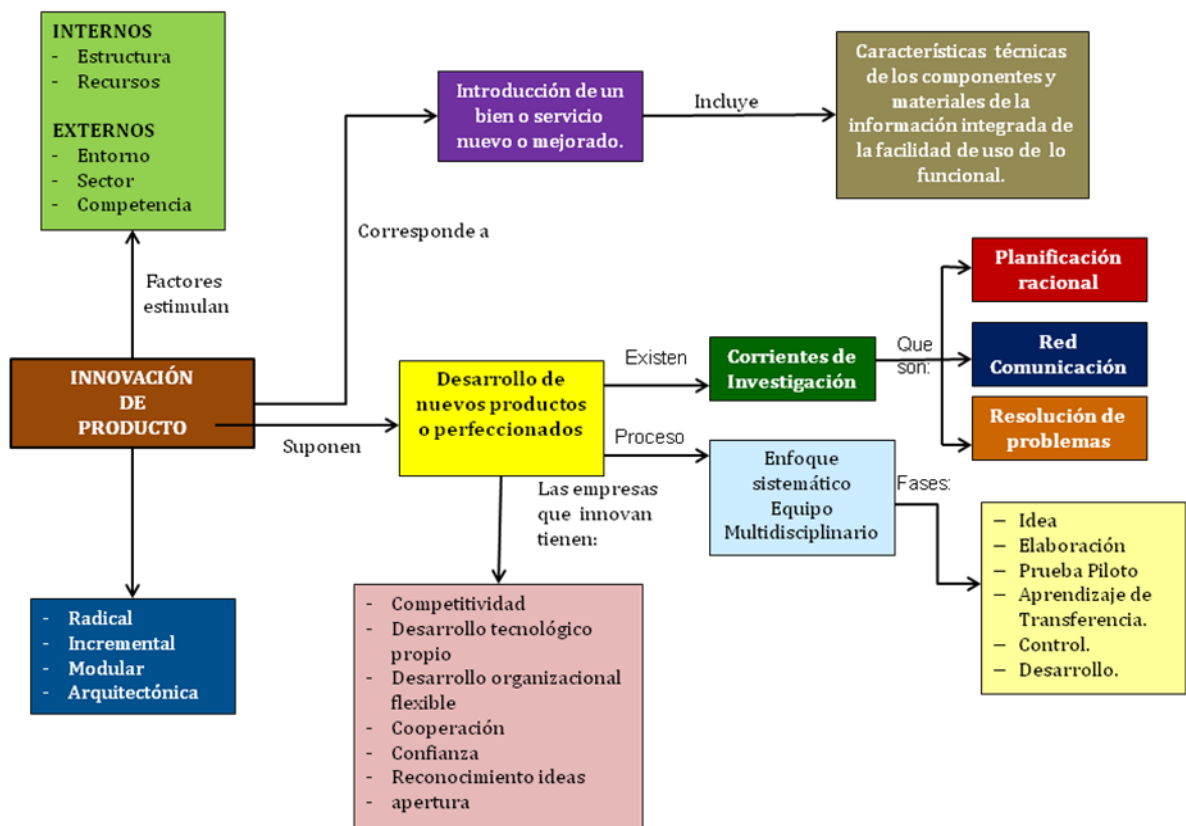 INTERNOS
- Estructura
- Recursos
EXTERNOS
- Entorno
- Sector
- Competencia
Introducción de un
bien o servicio
nuevo o mejorado.
Incluye
Característícas técnicas
de los componentes y
materiales de la
información integrada de
la facilidad de uso de lo
funcional.
Corresponde a
Factores
estimulan
INNOVACIÓN
DE
PRODUCTO
Suponen
Desarrollo de
nuevos productos
o perfeccionados
Existen
Corrientes de
Investigación
Que
son:
Planificación
racional
Red
Comunicación
Resolución de
problemas
Proceso
Enfoque
sistemático
Equipo
Multidisciplinario
Fases:
– Idea
– Elaboración
– Prueba Piloto
– Aprendizaje de
Transferencia.
– Control.
– Desarrollo.
Las empresas
que innovan
tienen:
- Competitividad
- Desarrollo tecnológico
propio
- Desarrollo organizacional
flexible
- Cooperación
- Confianza
- Reconocimiento ideas
- apertura
- Radical
- Incremental
- Modular
- Arquitectónica